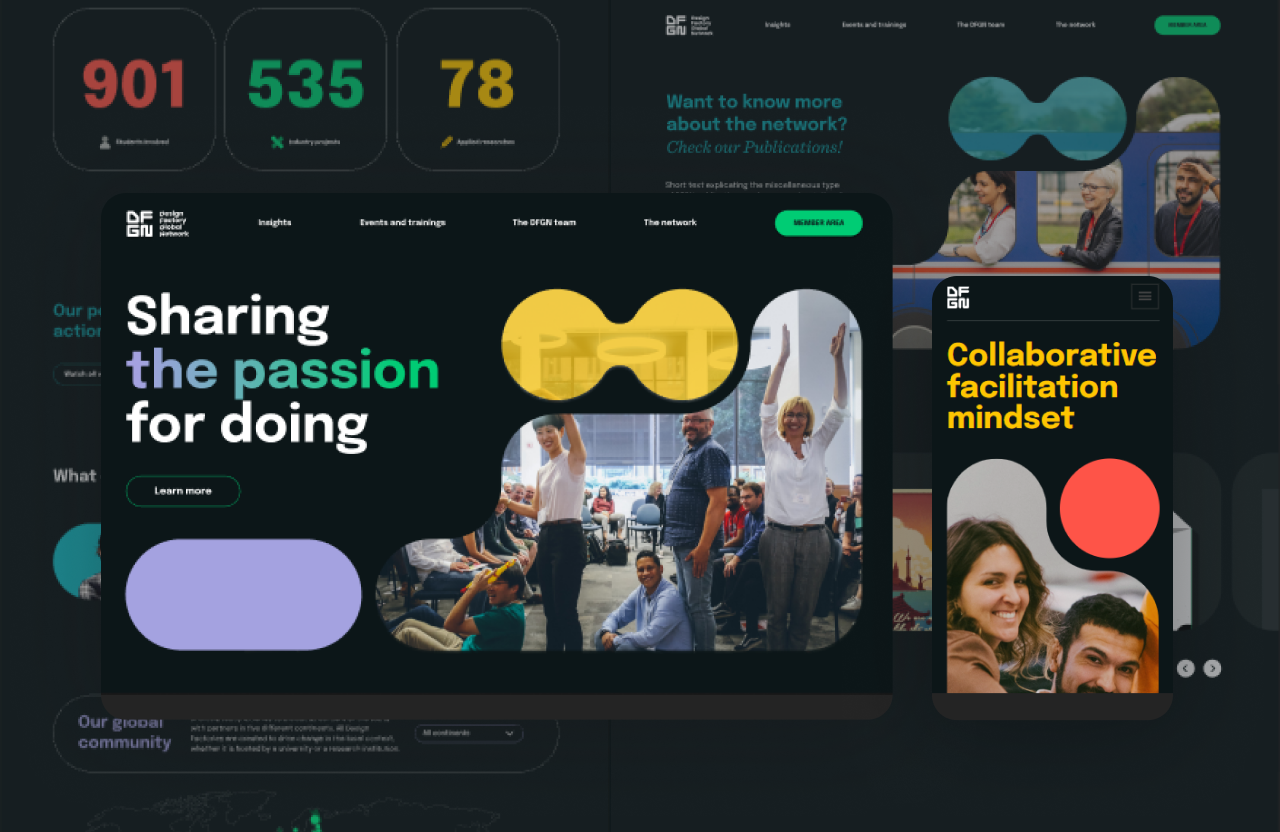 901
535
78
Students involved
Industry projects
Applied researches
DF
GN
Design
Factory
Global
Network
Insights
Events and trainings
The DFGN team
The network
MEMBER AREA
Want to know more
about the network?
Check our Publications!
Short text explicating the miscellaneous type
DF
GN
Design
Factory
Global
Network
Insights
Events and trainings
The DFGN team
The network
MEMBER AREA
Sharing
the passion
for doing
Learn more
Our
action
Watch all
What
DF
GN
Collaborative
facilitation
mindset
Our global
community
with partners in five different continents. All Design
Factories are created to drive change in the local context,
whether it is hosted by a university or a research institution.
All continents